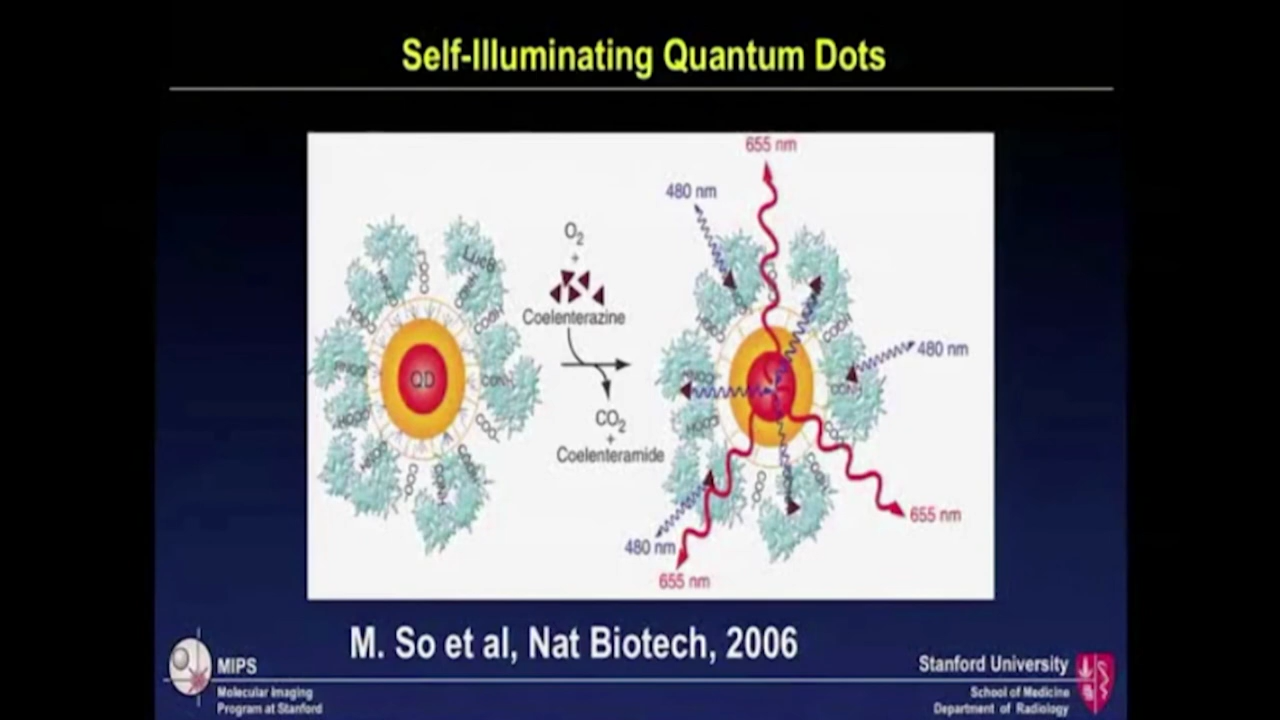 Self-Illuminating Quantum Dots
655 nm
480 nm
O2
+
Coelenterazine
Luc8
QD
CO2
+
Coelenteramide
480 nm
655 nm
480 nm
655 nm
M. So et al, Nat Biotech, 2006
MIPS
Molecular Imaging
Program at Stanford
Stanford University
School of Medicine
Department of Radiology